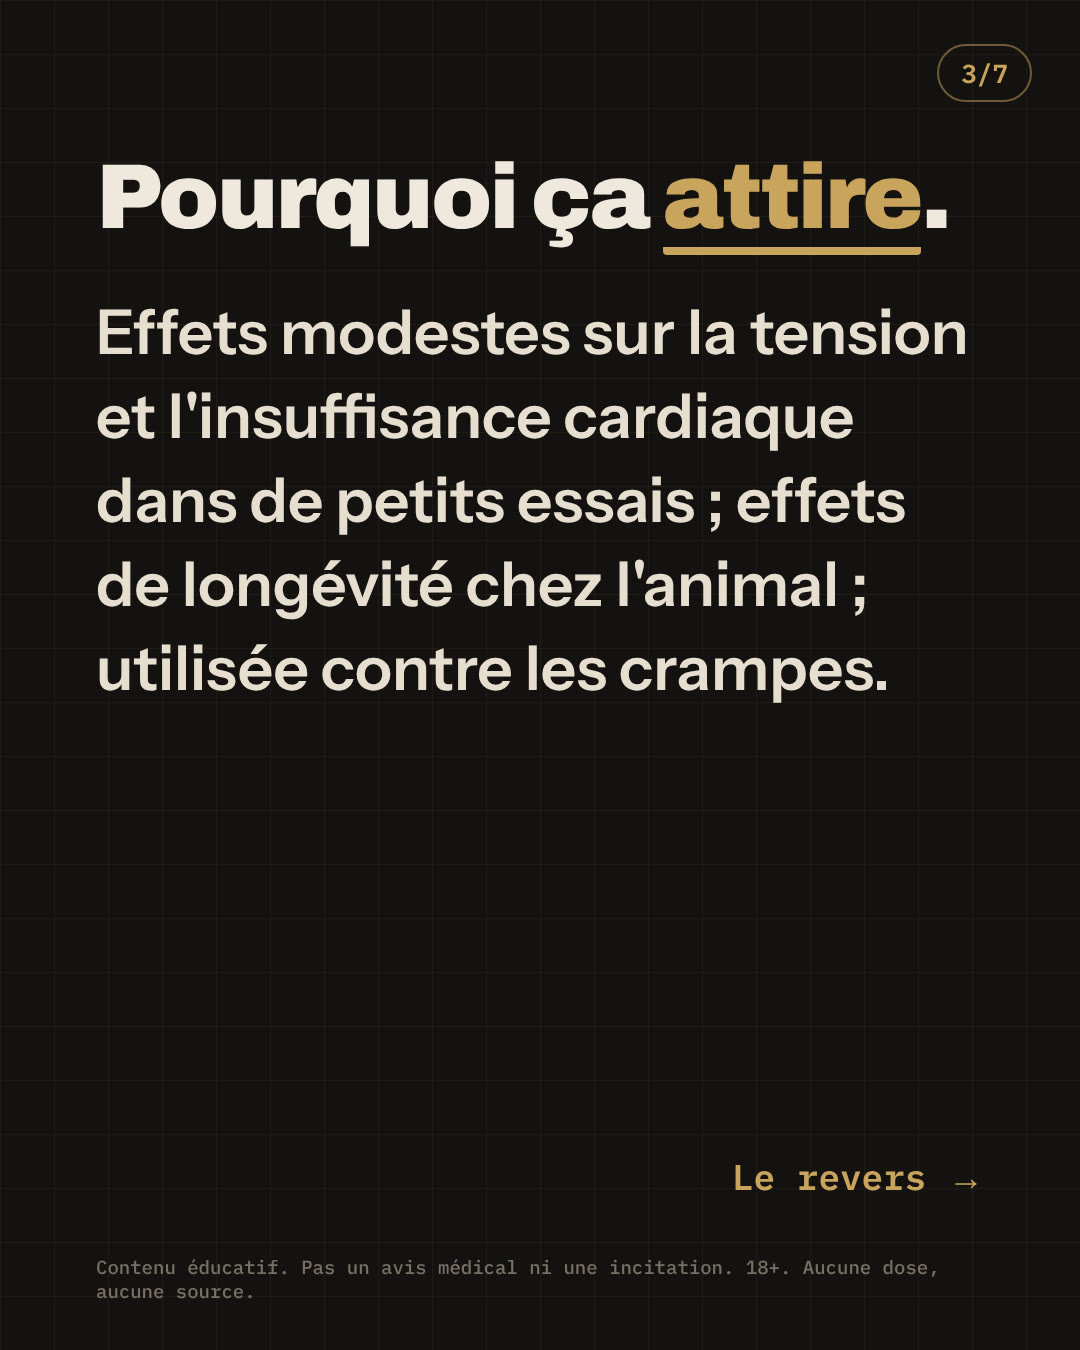 3/7
Pourquoi ça attire.
Effets modestes sur la tension
et l'insuffisance cardiaque
dans de petits essais ; effets
de longévité chez l'animal ;
utilisée contre les crampes.
Le revers →
Contenu éducatif. Pas un avis médical ni une incitation. 18+. Aucune dose,
aucune source.